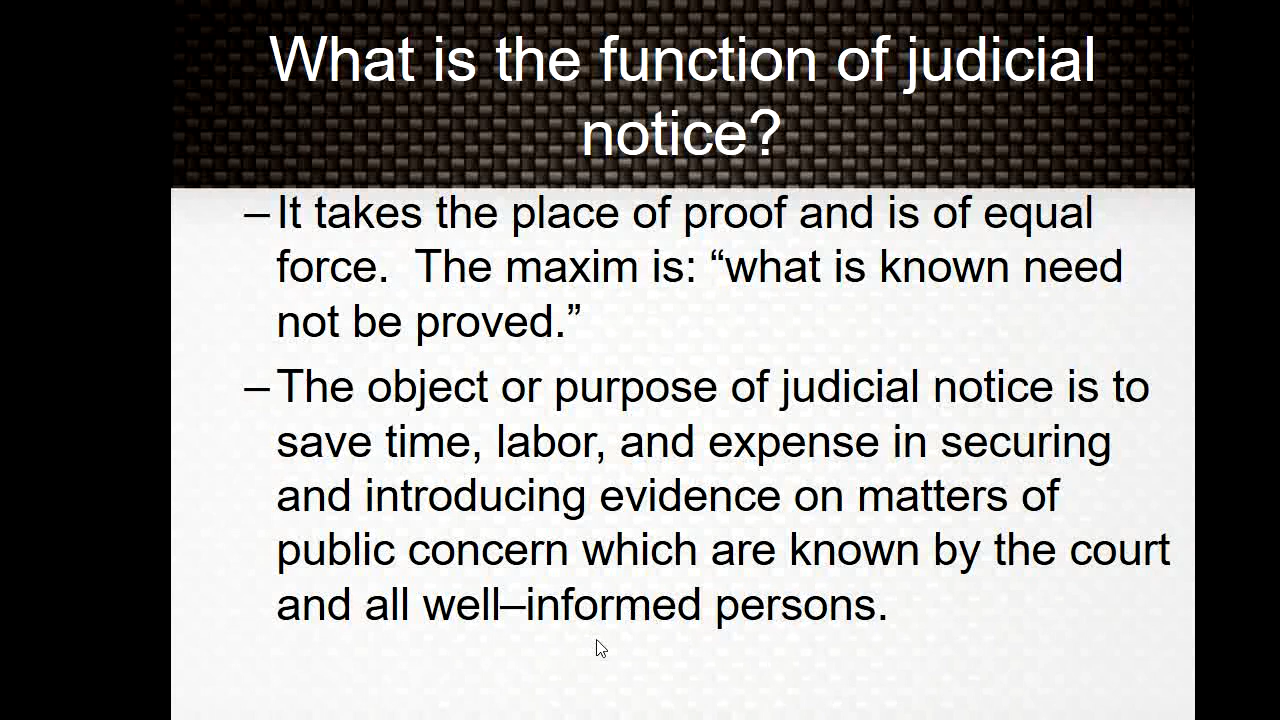 What is the function of judicial
notice?
–It takes the place of proof and is of equal
force.  The maxim is: “what is known need
not be proved.”
–The object or purpose of judicial notice is to
save time, labor, and expense in securing
and introducing evidence on matters of
public concern which are known by the court
and all well–informed persons.